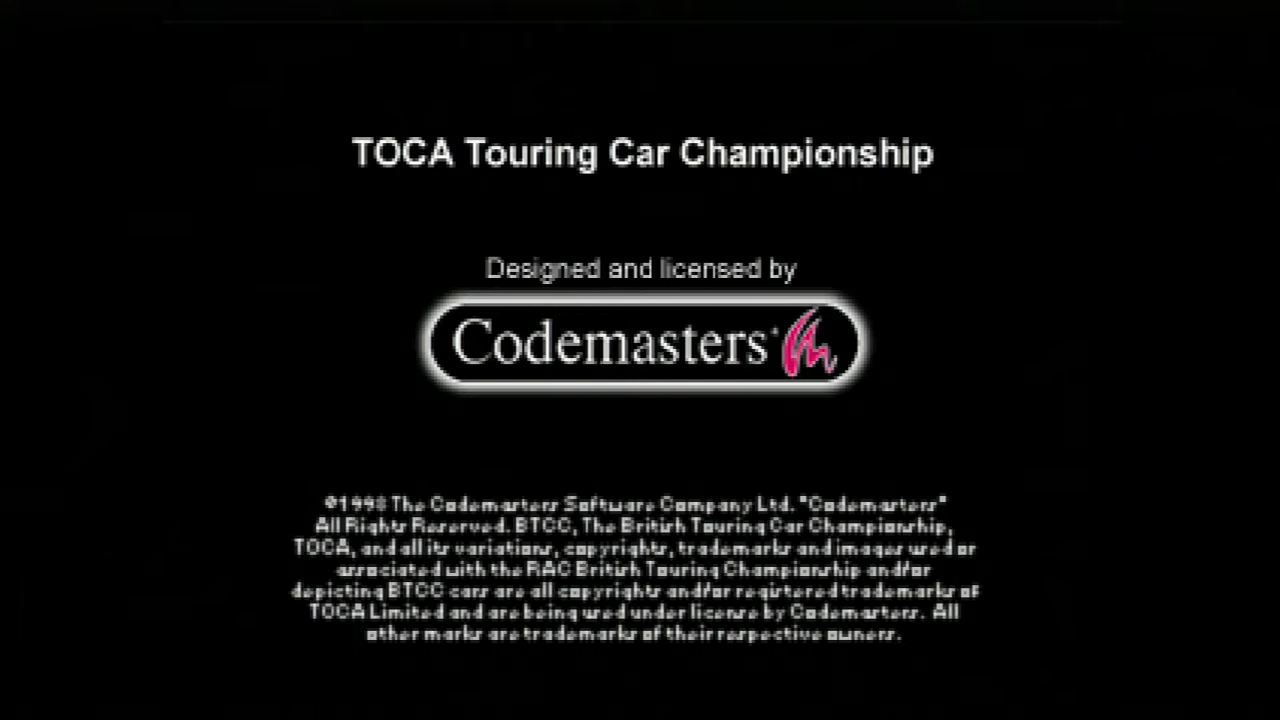 TOCA Touring Car Championship
Designed and licensed by
Codemasters®
©1998 The Codemasters Software Company Ltd. "Codemasters"
All Rights Reserved. BTCC, The British Touring Car Championship,
TOCA, and all its variations, copyrights, trademarks and images used or
associated with the RAC British Touring Championship and/or
depicting BTCC cars are all copyrights and/or registered trademarks of
TOCA Limited and are being used under license by Codemasters. All
other marks are trademarks of their respective owners.